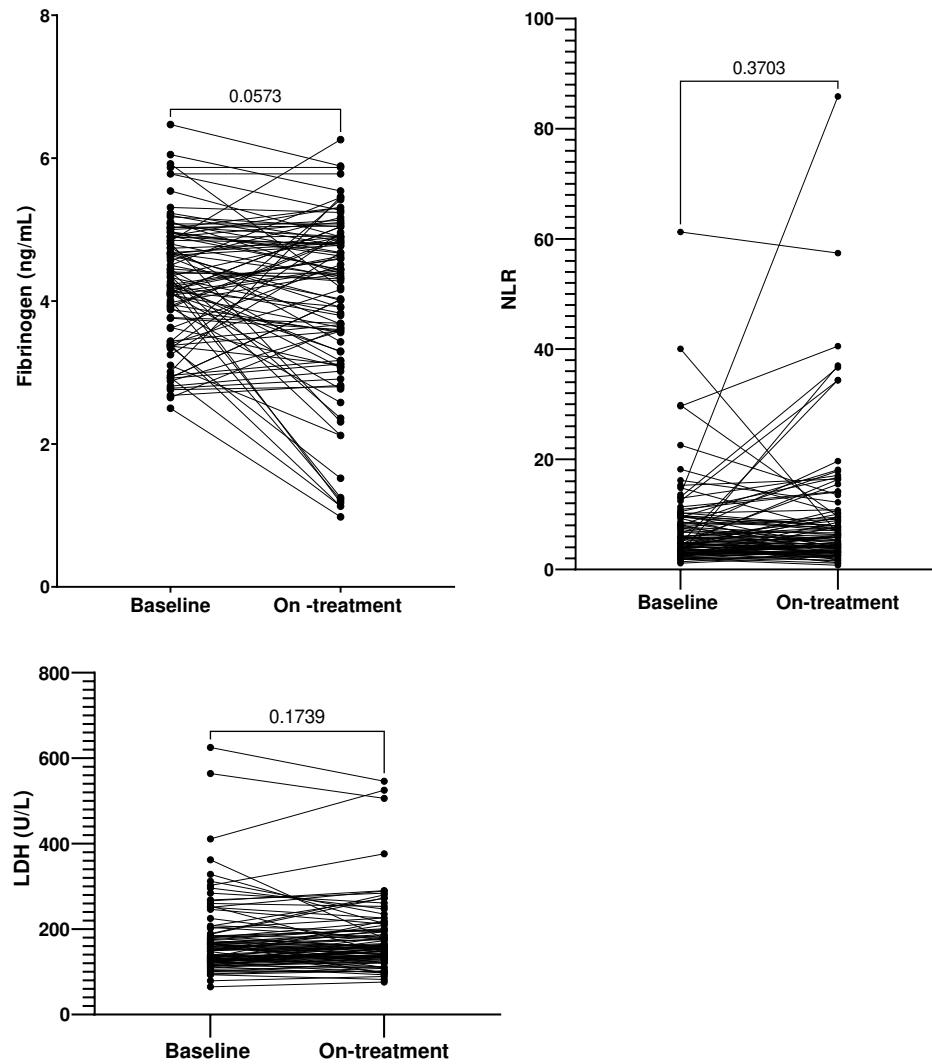 8
6
4
2
0
Fibrinogen (ng/mL)
0.0573
Baseline
On -treatment
100
80
60
40
20
0
NLR
0.3703
Baseline
On-treatment
800
600
400
200
0
LDH (U/L)
0.1739
Baseline
On-treatment